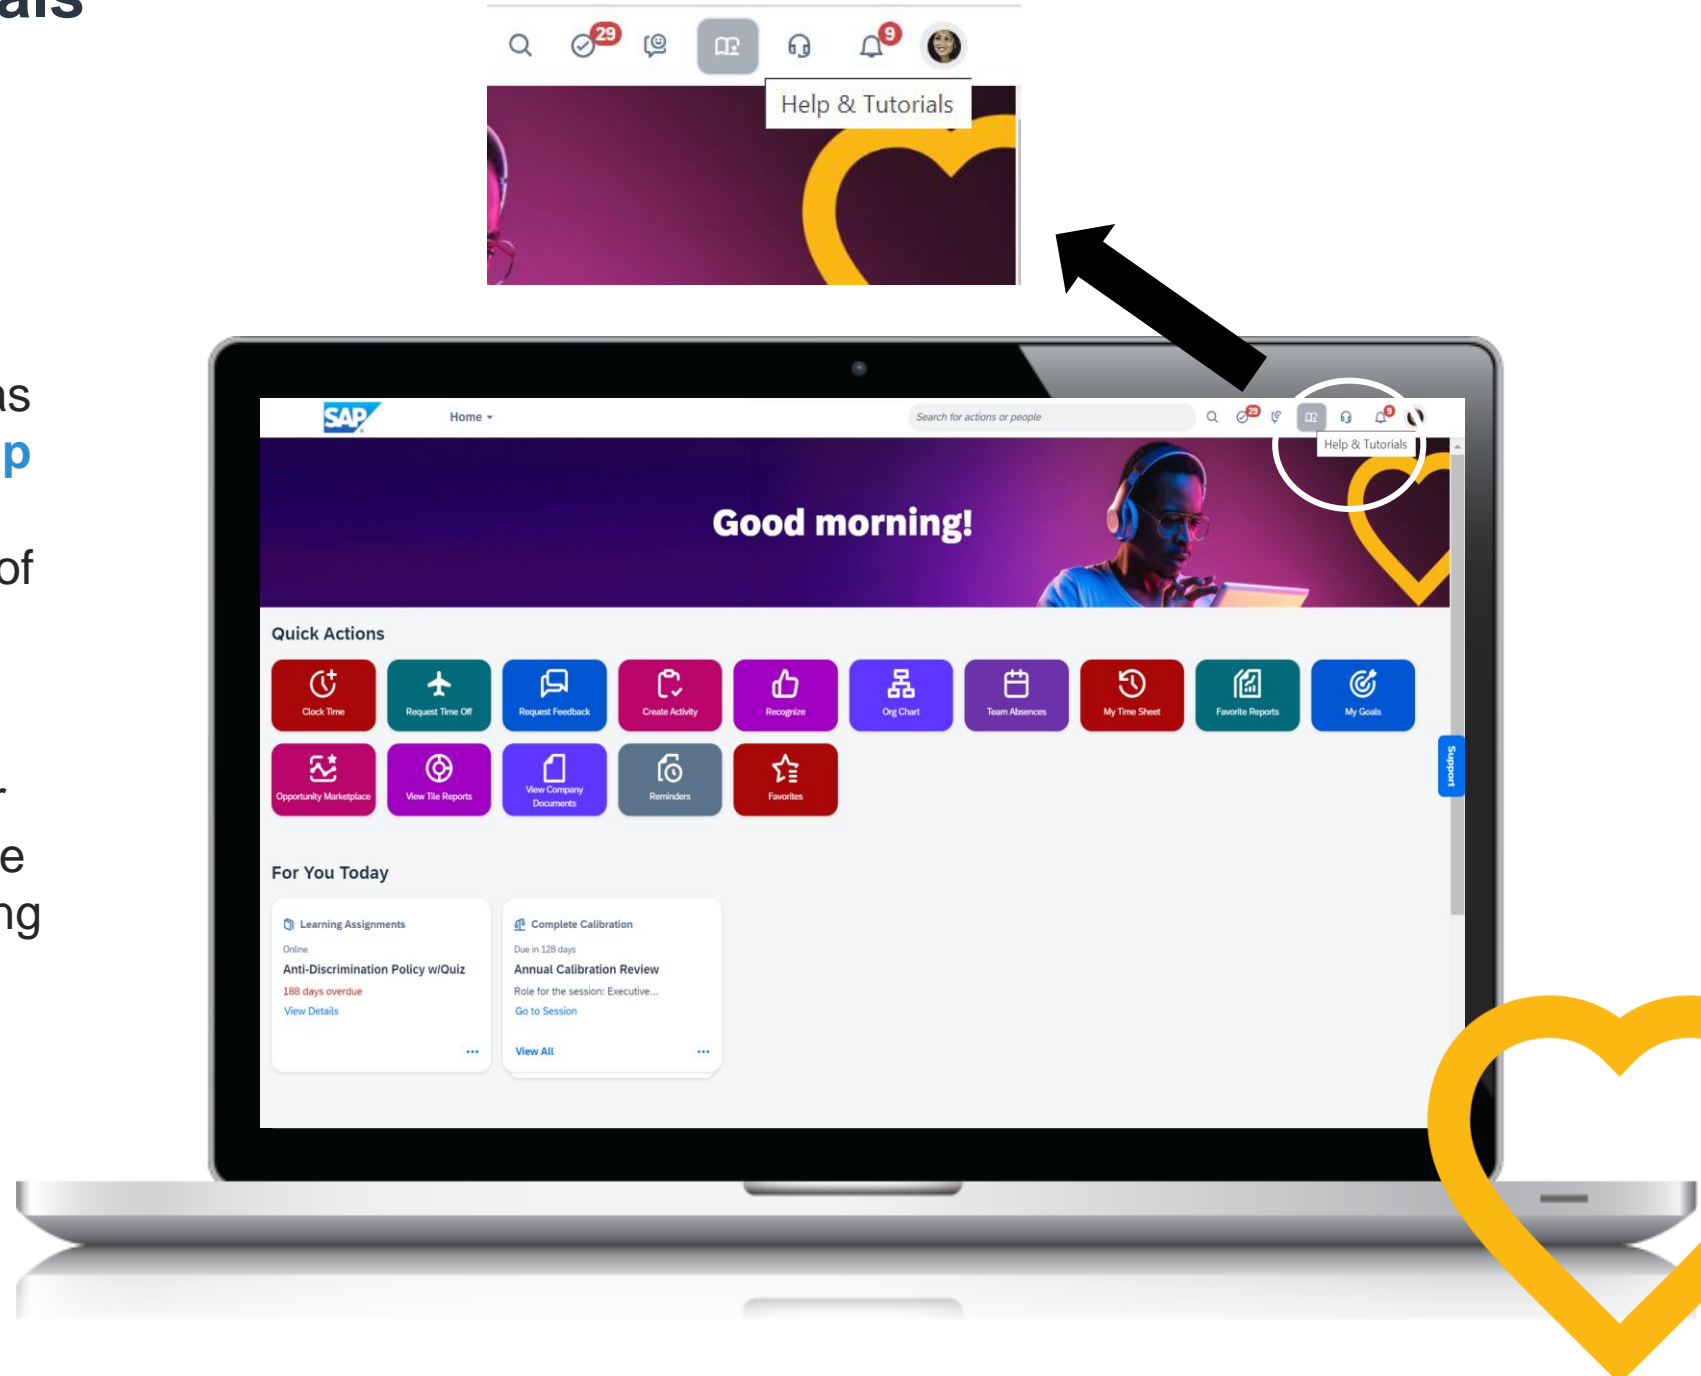 als
29
9
Help & Tutorials
as
p
of
r
e
ng
SAP
Home
Search for actions or people
29
9
Help & Tutorials
Good morning!
Quick Actions
Clock Time
Request Time Off
Request Feedback
Create Activity
Recognize
Org Chart
Team Absences
My Time Sheet
Favorite Reports
My Goals
Opportunity Marketplace
View Tile Reports
View Company
Documents
Reminders
Favorites
Support
For You Today
Learning Assignments
Online
Anti-Discrimination Policy w/Quiz
188 days overdue
View Details
Complete Calibration
Due in 128 days
Annual Calibration Review
Role for the session: Executive...
Go to Session
View All